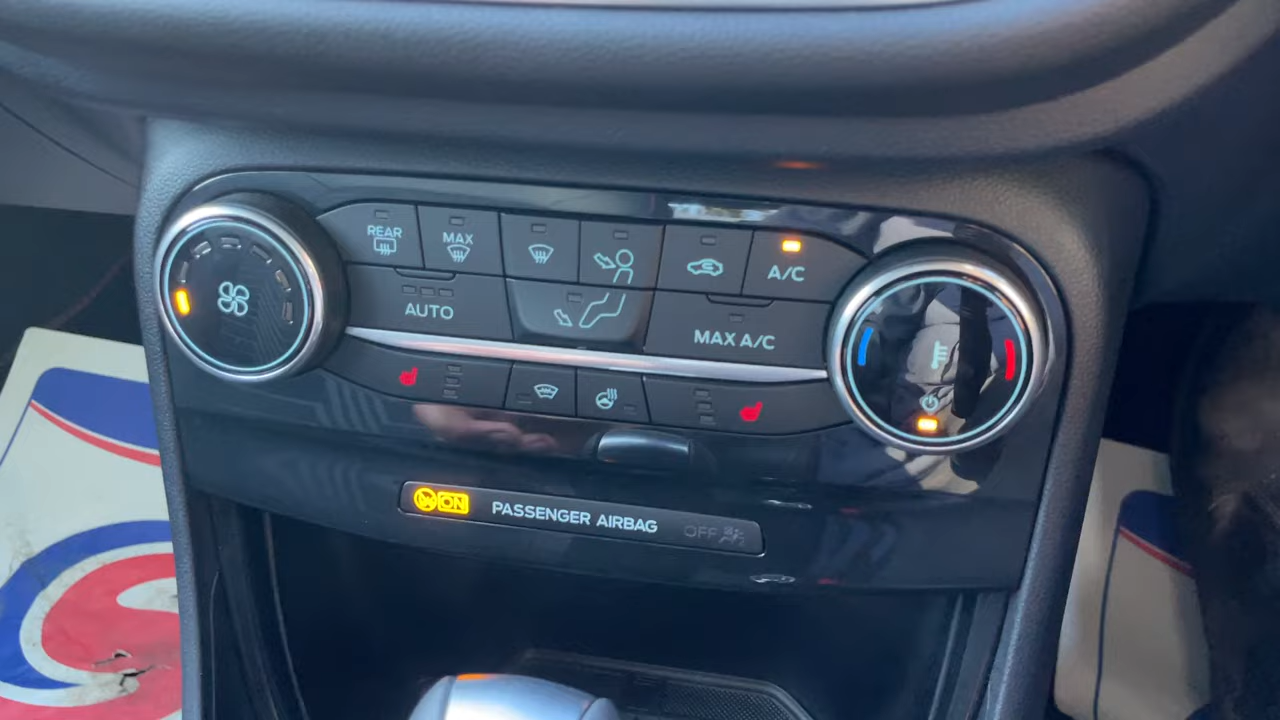 REAR
MAX
A/C
AUTO
MAX A/C
ON PASSENGER AIRBAG OFF